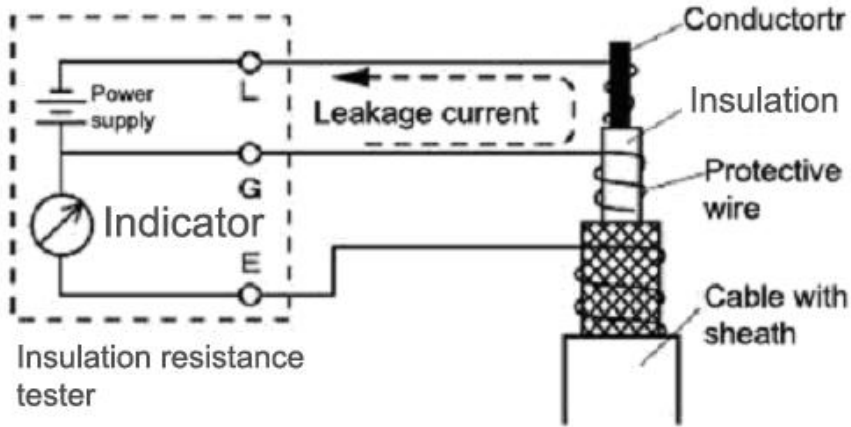 Conductortr
L
Power
supply
Leakage current
Insulation
G
Protective
wire
Indicator
E
Cable with
sheath
Insulation resistance
tester